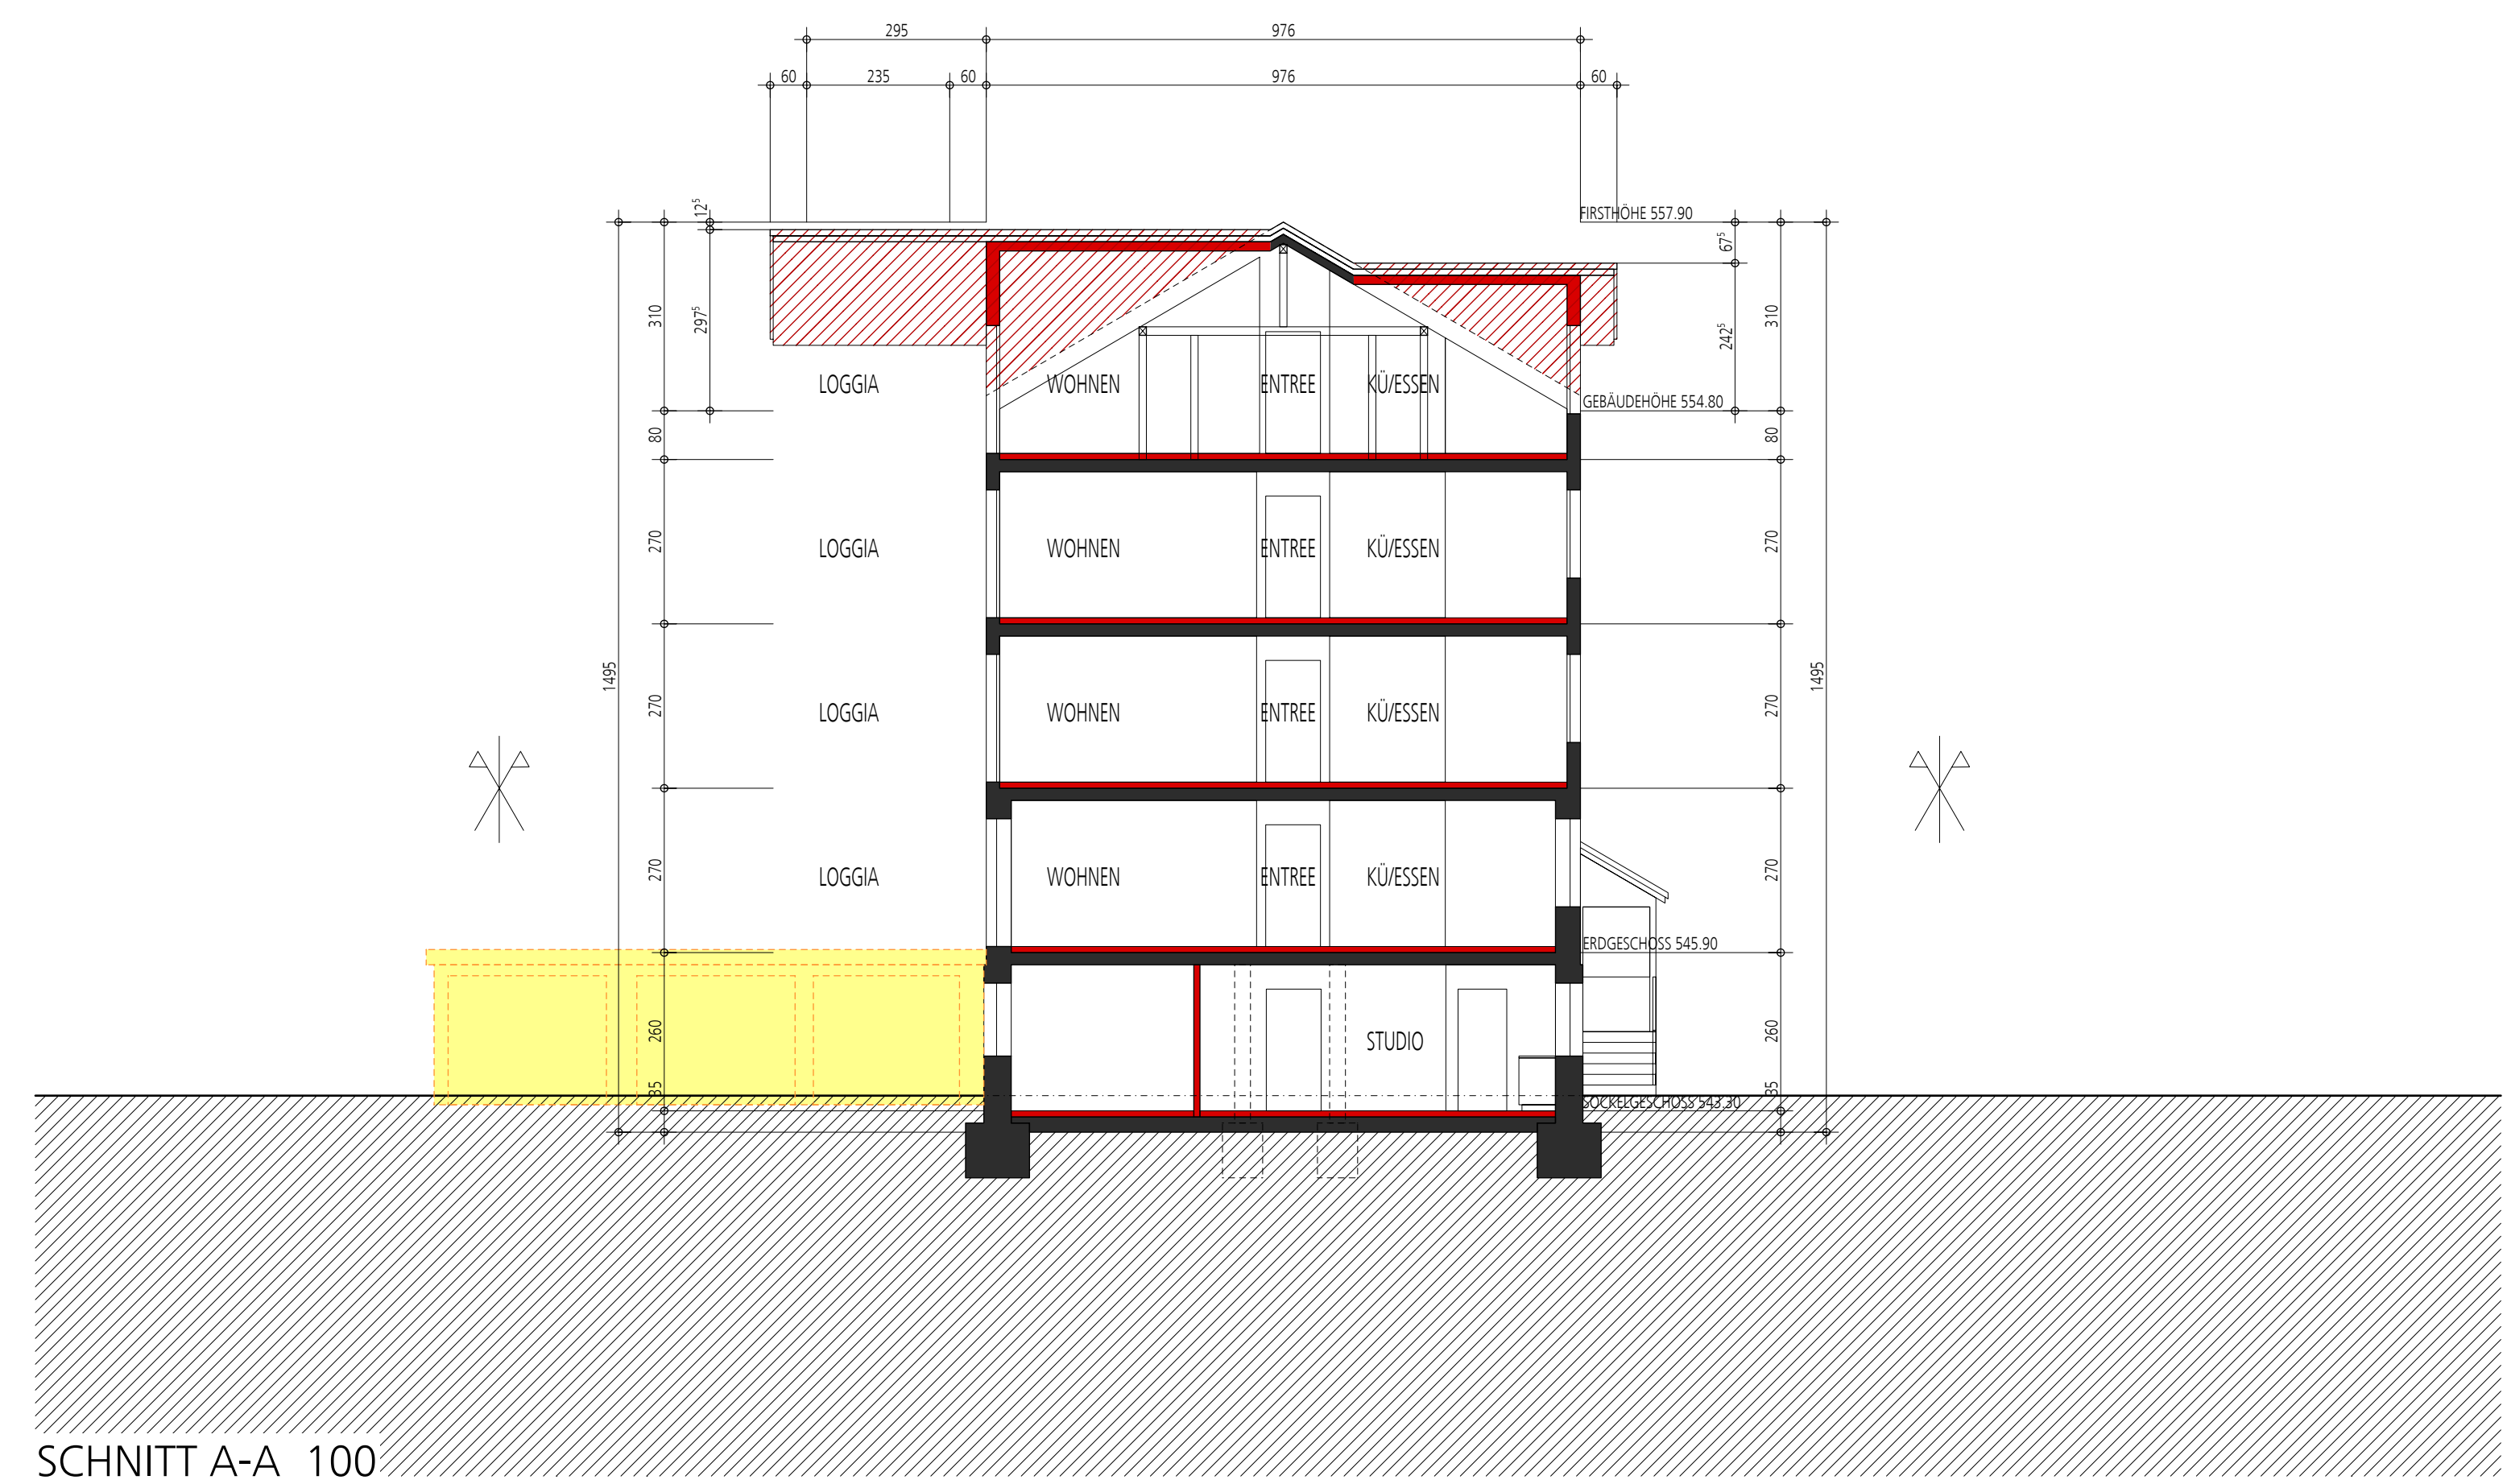 295 976
60 235 60 976 60
12⁵
FIRSTHÖHE 557.90
67⁵
310 297⁵ 242⁵ 310
LOGGIA WOHNEN ENTREE KÜ/ESSEN
GEBÄUDEHÖHE 554.80
80 80
270 LOGGIA WOHNEN ENTREE KÜ/ESSEN 270
1495 1495
270 LOGGIA WOHNEN ENTREE KÜ/ESSEN 270
270 LOGGIA WOHNEN ENTREE KÜ/ESSEN 270
ERDGESCHOSS 545.90
260 STUDIO 260
35 35
SOCKELGESCHOSS 543.30
SCHNITT A-A 100